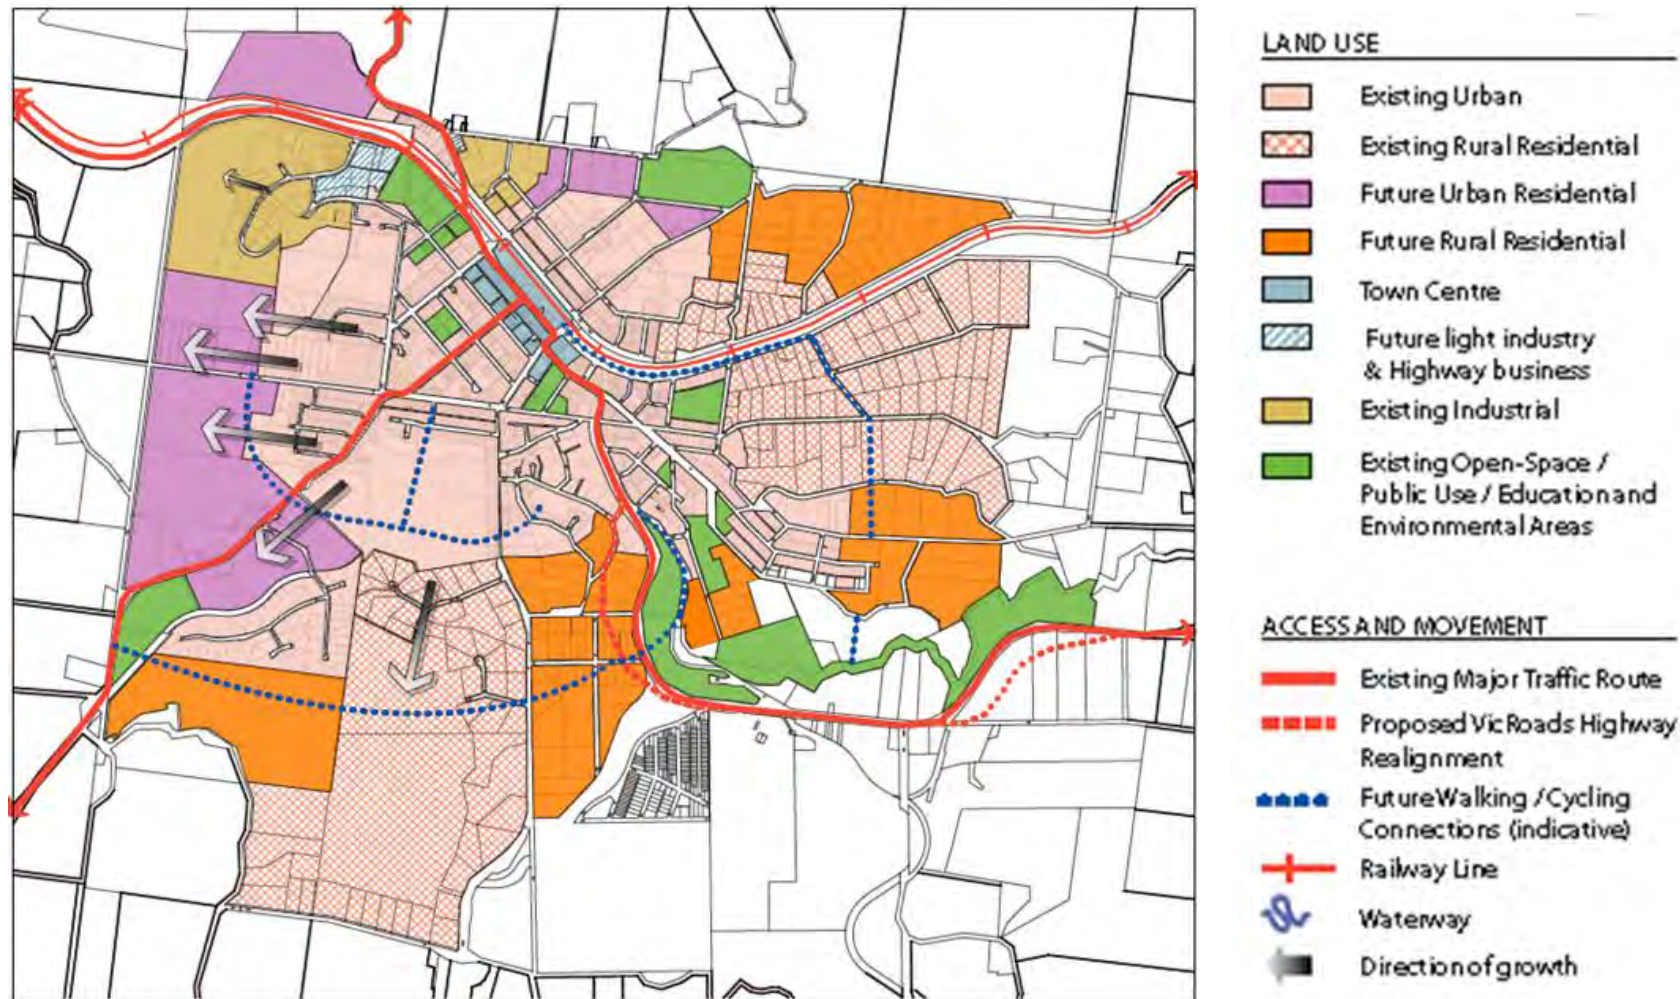 LAND USE
Existing Urban
Existing Rural Residential
Future Urban Residential
Future Rural Residential
Town Centre
Future light industry
& Highway business
Existing Industrial
Existing Open-Space /
Public Use / Education and
Environmental Areas
ACCESS AND MOVEMENT
Existing Major Traffic Route
Proposed VicRoads Highway
Realignment
Future Walking / Cycling
Connections (indicative)
Railway Line
Waterway
Direction of growth